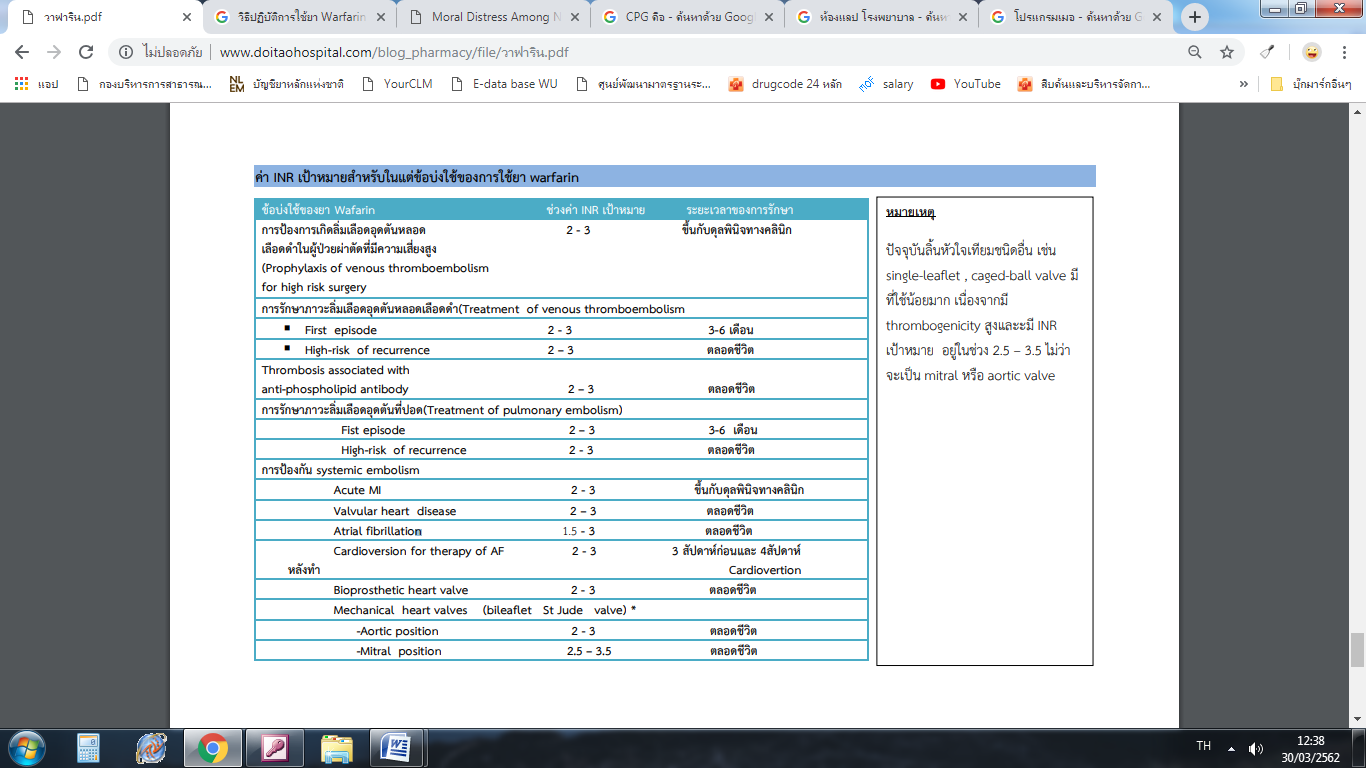 วาฟาริน.pdf
วิธีปฏิบัติการใช้ยา Warfarin
Moral Distress Among N
CPG คือ - ค้นหาด้วย Googl
ห้องแลป โรงพยาบาล - ค้นห
โปรแกรมเมอ - ค้นหาด้วย G
ไม่ปลอดภัย | www.doitaohospital.com/blog_pharmacy/file/วาฟาริน.pdf
แอป
กองบริหารการสาธารณ...
NLEM บัญชียาหลักแห่งชาติ
YourCLM
E-data base WU
ศูนย์พัฒนามาตรฐานระ...
drugcode 24 หลัก
salary
YouTube
สืบค้นและบริหารจัดกา...
»
บุ๊กมาร์กอื่นๆ
ค่า INR เป้าหมายสำหรับในแต่ข้อบ่งใช้ของการใช้ยา warfarin
ข้อบ่งใช้ของยา Wafarin ช่วงค่า INR เป้าหมาย ระยะเวลาของการรักษา
การป้องการเกิดลิ่มเลือดอุดตันหลอด 2 - 3 ขึ้นกับดุลพินิจทางคลินิก
เลือดดำในผู้ป่วยผ่าตัดที่มีความเสี่ยงสูง
(Prophylaxis of venous thromboembolism
for high risk surgery
การรักษาภาวะลิ่มเลือดอุดตันหลอดเลือดดำ(Treatment of venous thromboembolism
▪ First episode 2 - 3 3-6 เดือน
▪ High-risk of recurrence 2 – 3 ตลอดชีวิต
Thrombosis associated with
anti-phospholipid antibody 2 – 3 ตลอดชีวิต
การรักษาภาวะลิ่มเลือดอุดตันที่ปอด(Treatment of pulmonary embolism)
Fist episode 2 – 3 3-6 เดือน
High-risk of recurrence 2 - 3 ตลอดชีวิต
การป้องกัน systemic embolism
Acute MI 2 - 3 ขึ้นกับดุลพินิจทางคลินิก
Valvular heart disease 2 – 3 ตลอดชีวิต
Atrial fibrillation 1.5 - 3 ตลอดชีวิต
Cardioversion for therapy of AF 2 - 3 3 สัปดาห์ก่อนและ 4สัปดาห์
หลังทำ Cardiovertion
Bioprosthetic heart valve 2 - 3 ตลอดชีวิต
Mechanical heart valves (bileaflet St Jude valve) *
-Aortic position 2 - 3 ตลอดชีวิต
-Mitral position 2.5 – 3.5 ตลอดชีวิต
หมายเหตุ
ปัจจุบันลิ้นหัวใจเทียมชนิดอื่น เช่น
single-leaflet , caged-ball valve มี
ที่ใช้น้อยมาก เนื่องจากมี
thrombogenicity สูงและะมี INR
เป้าหมาย อยู่ในช่วง 2.5 – 3.5 ไม่ว่า
จะเป็น mitral หรือ aortic valve
TH
12:38
30/03/2562